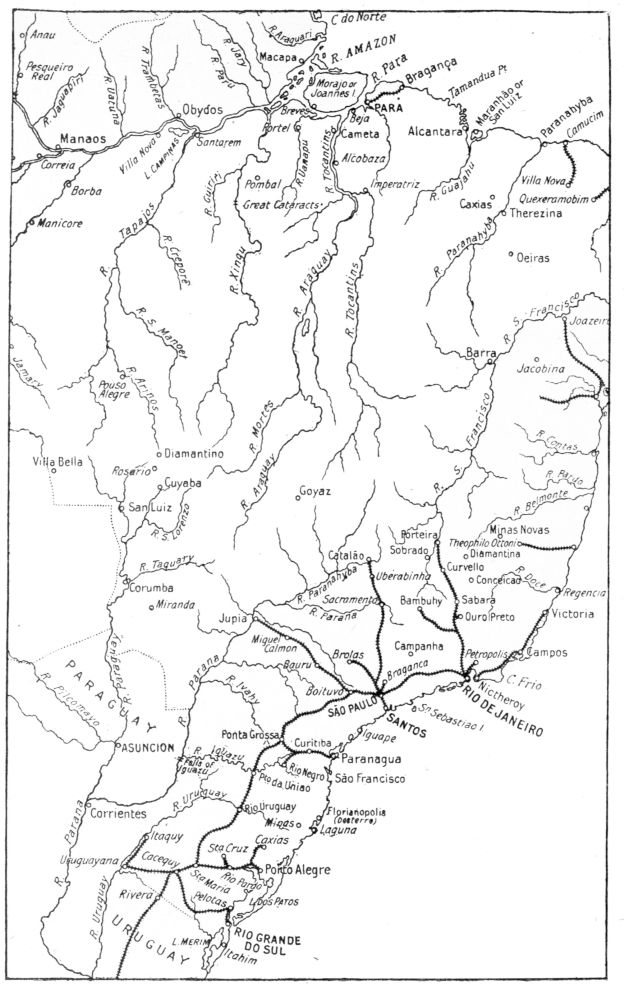 C do Norte
Anau
R. Araguari
R. Jary
R. AMAZON
Macapa
R. Para
Pesqueiro
Real
R. Trombetas
R. Paru
Bragança
Tamandua Pt
R. Jaguapiri
R. Uatuna
Morajo or
Joannes I.
PARÁ
Maranhão or
San Luiz
Obydos
Breves
Beja
Paranahyba
Manaos
Santarem
Portel
Cameta
Alcantara
Camucim
Correia
Villa Nova
L. CAMPINAS
R. Uanapu
R. Tocantins
Alcobaza
R. Guajahu
Villa Nova
Borba
R. Guiriri
Pombal
Imperatriz
Caxias
Quexeramobim
Manicore
Great Cataracts
Therezina
R. Tapajos
R. Crepore
R. Xingu
R. Araguay
R. Tocantins
R. Paranahyba
Oeiras
R. S. Manoel
R. S. Francisco
Joazeiro
Jamary
Barra
Jacobina
Pouso
Alegre
R. Arinos
R. Mortes
R. S. Francisco
R. Contas
Villa Bella
Diamantino
Rosario
R. Araguay
R. Pardo
Cuyaba
Goyaz
R. Belmonte
San Luiz
R. S. Lorenzo
Minas Novas
Porteira
Theophilo Ottoni
Catalão
Sobrado
Diamantina
R. Taquary
Uberabinha
Curvello
R. Paranahyba
Conceicao
R. Doce
Corumba
Regencia
Miranda
Sacramento
Bambuhy
Sabara
R. Parana
Ouro Preto
Victoria
Jupia
Miguel
Calmon
Brolas
Campanha
Petropolis
Campos
R. Paraguay
PARAGUAY
R. Parana
Bauru
Braganca
R. Pilcomayo
R. Ivahy
Boituva
C. Frio
SÃO PAULO
Nictheroy
RIO DE JANEIRO
SANTOS
Sn Sebastiao I
Ponta Grossa
Iguape
ASUNCION
Curitiba
R. Iguazu
Paranagua
Falls of
Iguazu
Rio Negro
São Francisco
Pto da Uniao
R. Uruguay
Corrientes
Rio Uruguay
Florianopolis
(Desterro)
R. Parana
Minas
Laguna
Itaquy
Sta Cruz
Caxias
Uruguayana
Cacequy
Porto Alegre
Rio Pardo
Sta Maria
Rivera
Pelotas
L. DOS PATOS
R. Uruguay
RIO GRANDE
DO SUL
URUGUAY
L. MERIM
Itahim